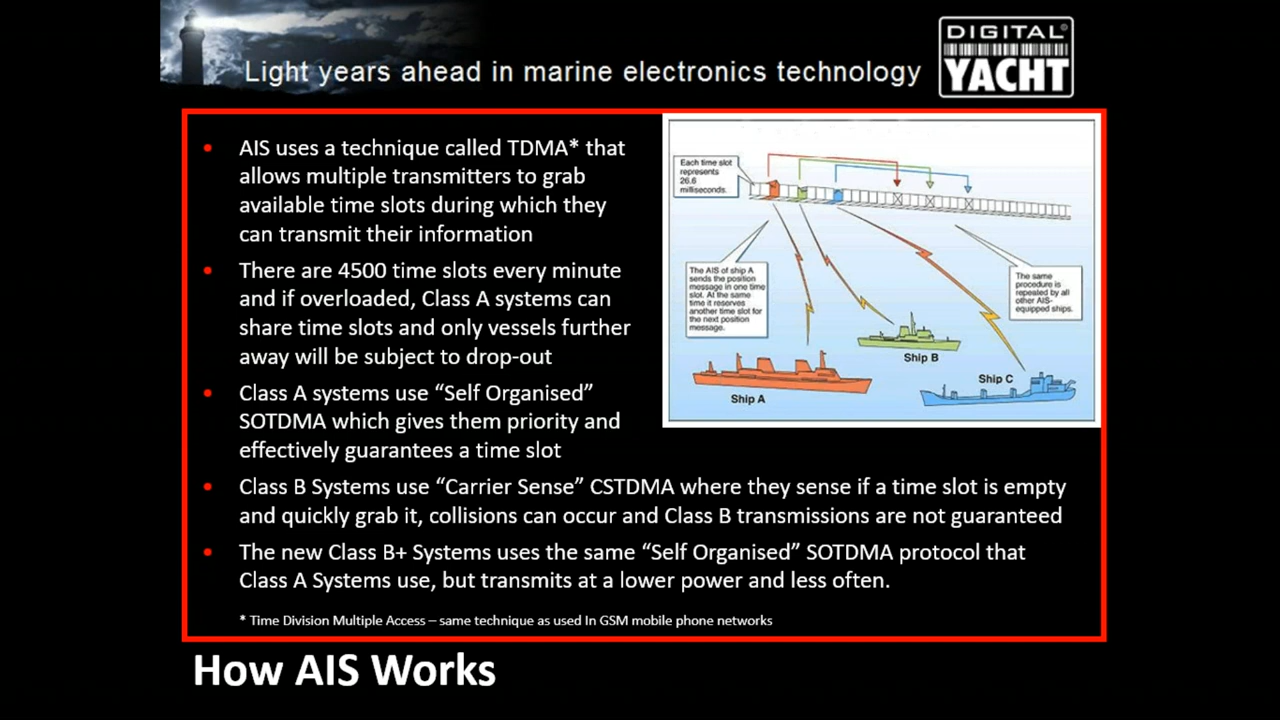 Light years ahead in marine electronics technology
DIGITAL
YACHT
• AIS uses a technique called TDMA* that
allows multiple transmitters to grab
available time slots during which they
can transmit their information
• There are 4500 time slots every minute
and if overloaded, Class A systems can
share time slots and only vessels further
away will be subject to drop-out
• Class A systems use “Self Organised”
SOTDMA which gives them priority and
effectively guarantees a time slot
• Class B Systems use “Carrier Sense” CSTDMA where they sense if a time slot is empty
and quickly grab it, collisions can occur and Class B transmissions are not guaranteed
• The new Class B+ Systems uses the same “Self Organised” SOTDMA protocol that
Class A Systems use, but transmits at a lower power and less often.
* Time Division Multiple Access – same technique as used In GSM mobile phone networks
Each time slot
represents
26.6
milliseconds.
The AIS of ship A
sends the position
message in one time
slot. At the same
time it reserves
another time slot for
the next position
message.
The same
procedure is
repeated by all
other AIS-
equipped ships.
Ship A
Ship B
Ship C
How AIS Works